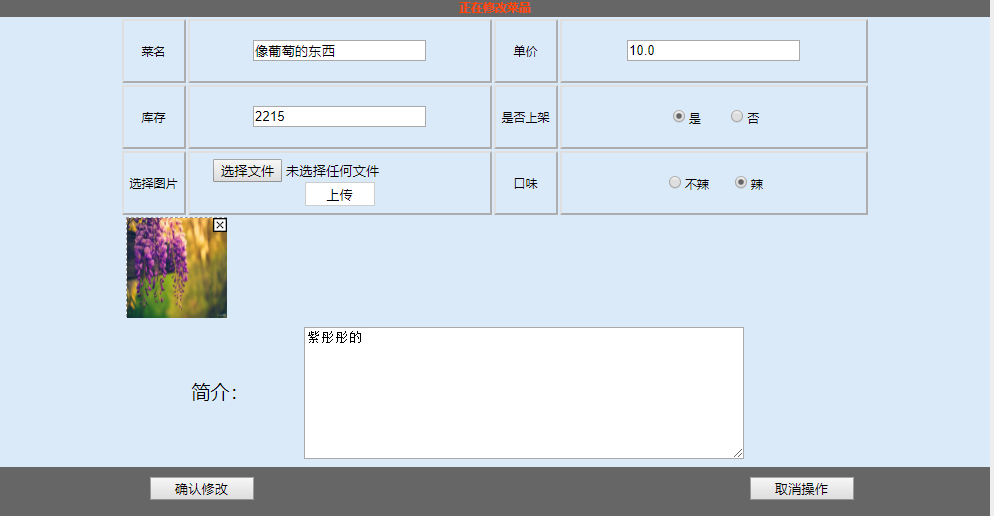 正在修改菜品
菜名 像葡萄的东西 单价 10.0
库存 2215 是否上架 是 否
选择图片 选择文件 未选择任何文件 口味 不辣 辣
上传
紫彤彤的
简介：
确认修改 取消操作